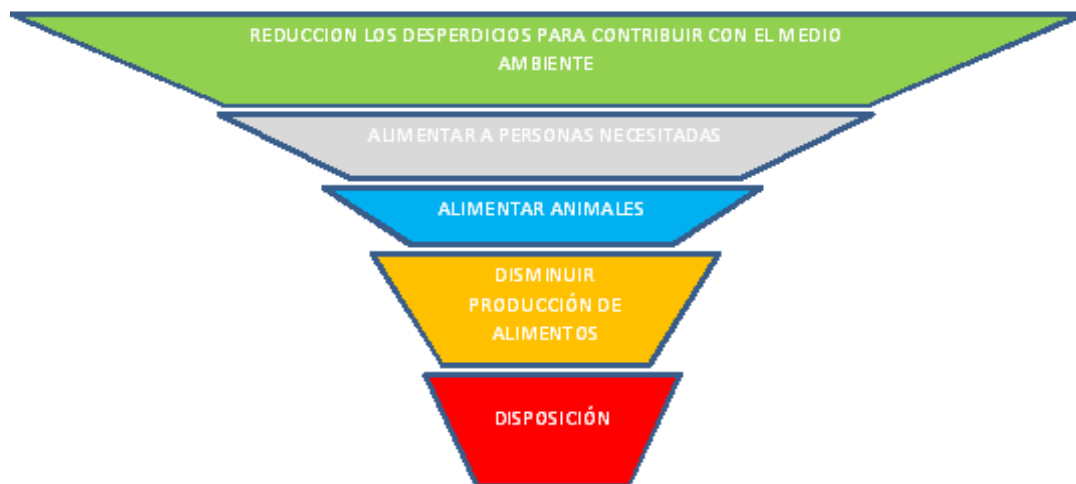 REDUCCION LOS DESPERDICIOS PARA CONTRIBUIR CON EL MEDIO
AMBIENTE
ALIMENTAR A PERSONAS NECESITADAS
ALIMENTAR ANIMALES
DISMINUIR
PRODUCCIÓN DE
ALIMENTOS
DISPOSICIÓN